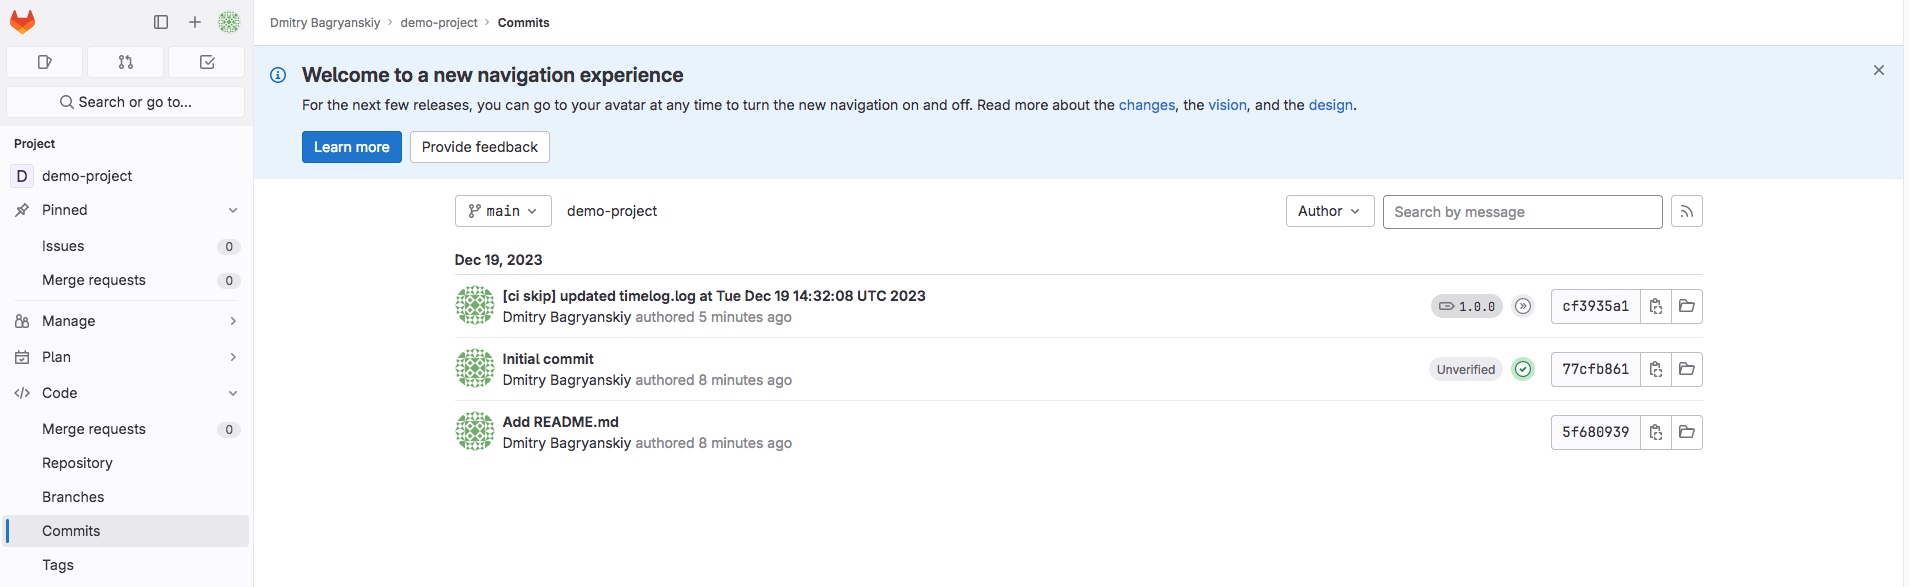 Dmitry Bagryanskiy > demo-project > Commits
Search or go to...
Project
D demo-project
Pinned
Issues 0
Merge requests 0
Manage
Plan
Code
Merge requests 0
Repository
Branches
Commits
Tags
Welcome to a new navigation experience
For the next few releases, you can go to your avatar at any time to turn the new navigation on and off. Read more about the changes, the vision, and the design.
Learn more Provide feedback
main demo-project Author Search by message
Dec 19, 2023
[ci skip] updated timelog.log at Tue Dec 19 14:32:08 UTC 2023
Dmitry Bagryanskiy authored 5 minutes ago
1.0.0 cf3935a1
Initial commit
Dmitry Bagryanskiy authored 8 minutes ago
Unverified 77cfb861
Add README.md
Dmitry Bagryanskiy authored 8 minutes ago
5f680939